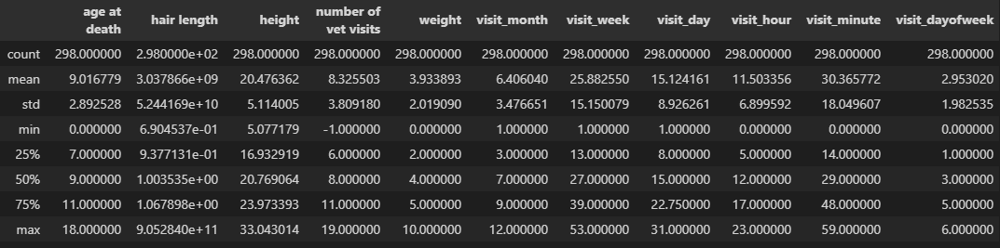 age at death hair length height number of vet visits weight visit_month visit_week visit_day visit_hour visit_minute visit_dayofweek
count 298.000000 2.980000e+02 298.000000 298.000000 298.000000 298.000000 298.000000 298.000000 298.000000 298.000000 298.000000
mean 9.016779 3.037866e+09 20.476362 8.325503 3.933893 6.406040 25.882550 15.124161 11.503356 30.365772 2.953020
std 2.892528 5.244169e+10 5.114005 3.809180 2.019090 3.476651 15.150079 8.926261 6.899592 18.049607 1.982535
min 0.000000 6.904537e-01 5.077179 -1.000000 0.000000 1.000000 1.000000 1.000000 0.000000 0.000000 0.000000
25% 7.000000 9.377131e-01 16.932919 6.000000 2.000000 3.000000 13.000000 8.000000 5.000000 14.000000 1.000000
50% 9.000000 1.003535e+00 20.769064 8.000000 4.000000 7.000000 27.000000 15.000000 12.000000 29.000000 3.000000
75% 11.000000 1.067898e+00 23.973393 11.000000 5.000000 9.000000 39.000000 22.750000 17.000000 48.000000 5.000000
max 18.000000 9.052840e+11 33.043014 19.000000 10.000000 12.000000 53.000000 31.000000 23.000000 59.000000 6.000000